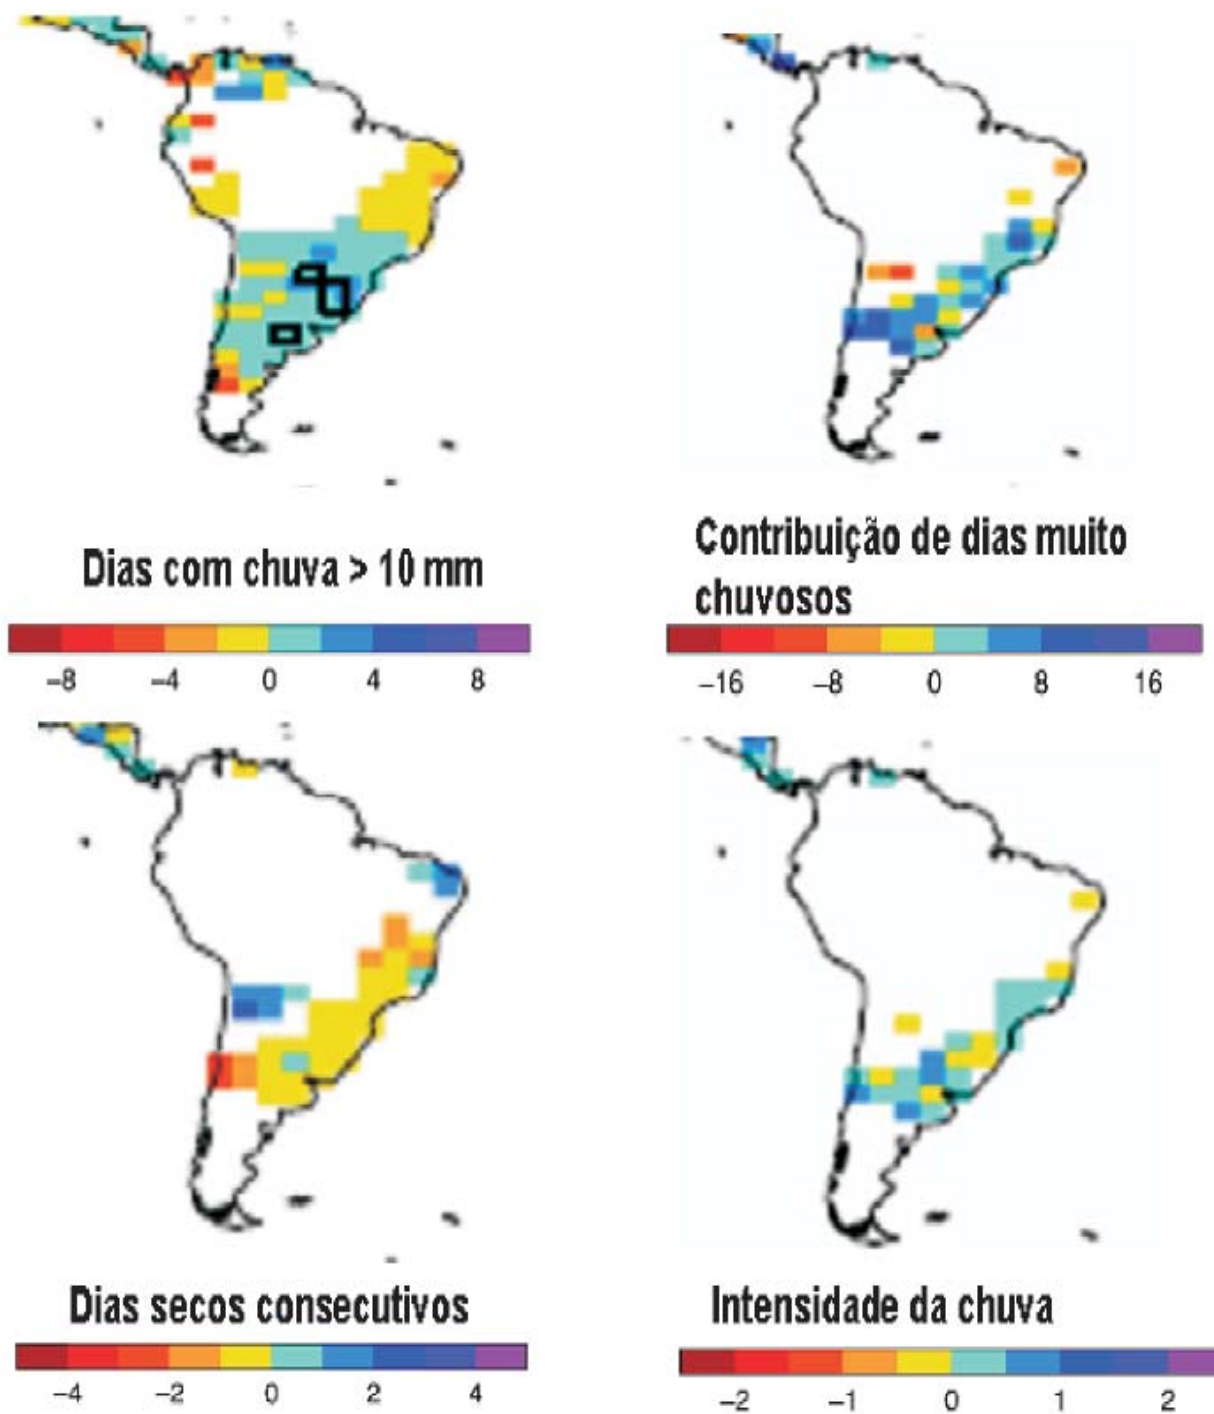 Dias com chuva > 10 mm
−8 −4 0 4 8
Contribuição de dias muito
chuvosos
−16 −8 0 8 16
Dias secos consecutivos
−4 −2 0 2 4
Intensidade da chuva
−2 −1 0 1 2